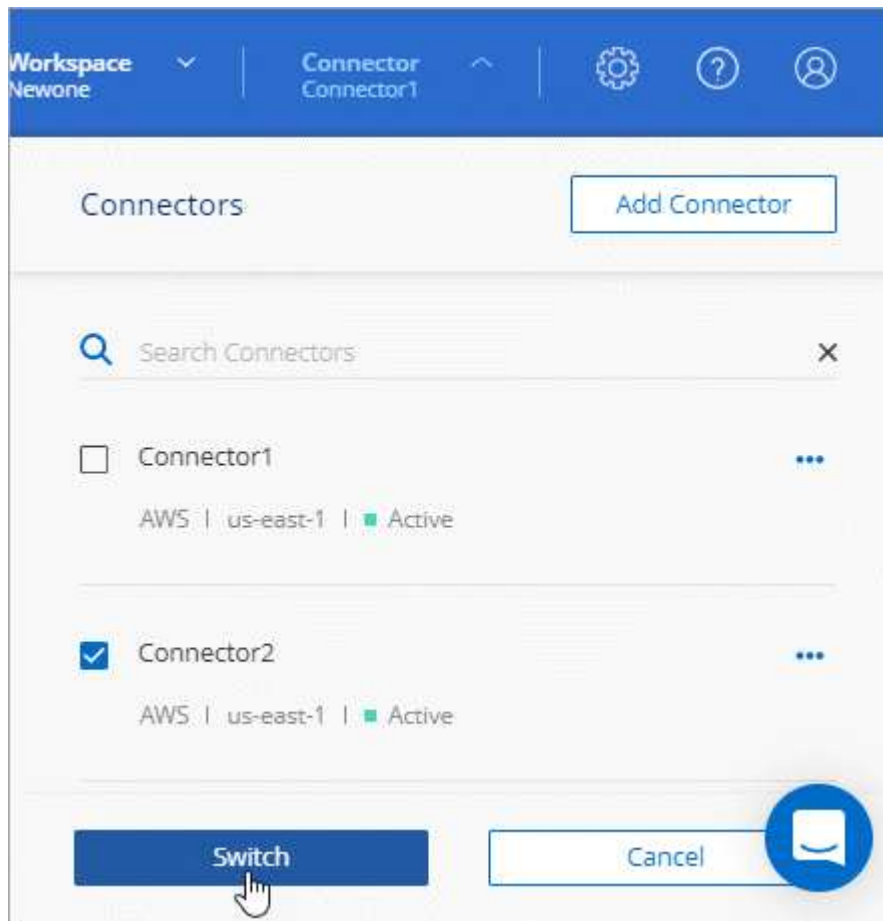 Workspace
Newone
Connector
Connector1
Connectors
Add Connector
Search Connectors
Connector1
AWS | us-east-1 | Active
Connector2
AWS | us-east-1 | Active
Switch
Cancel